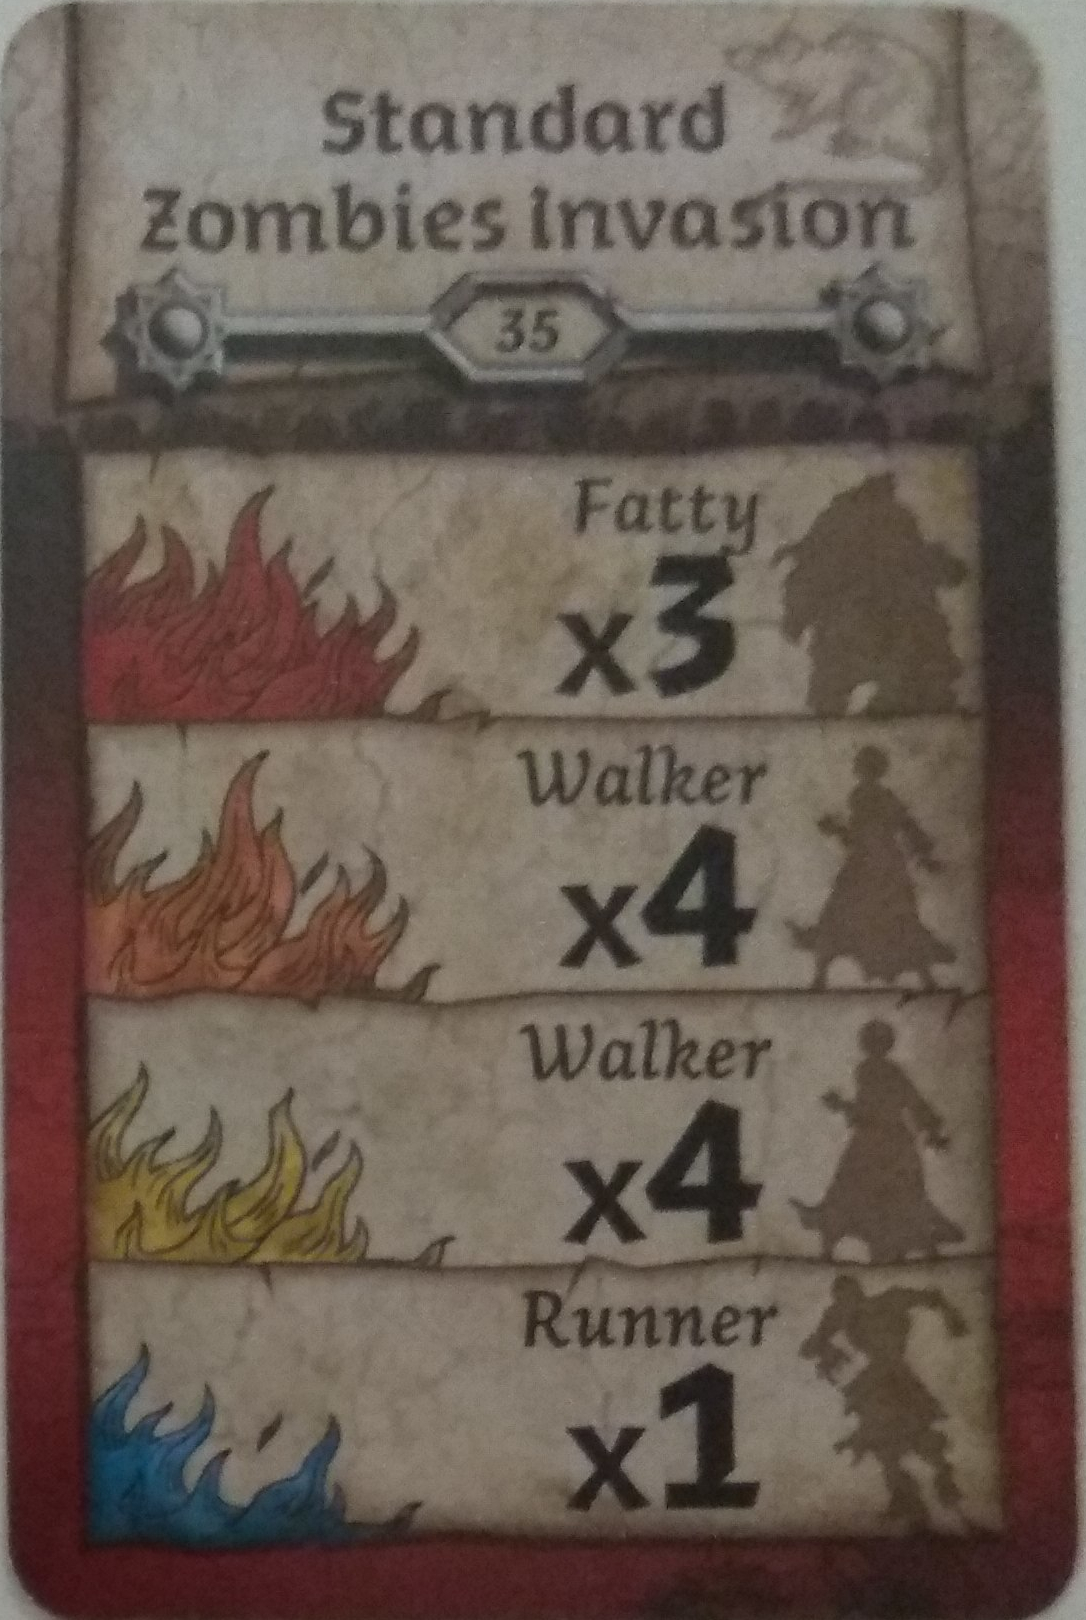 Standard
Zombies Invasion
35
Fatty
x3
Walker
x4
Walker
x4
Runner
x1